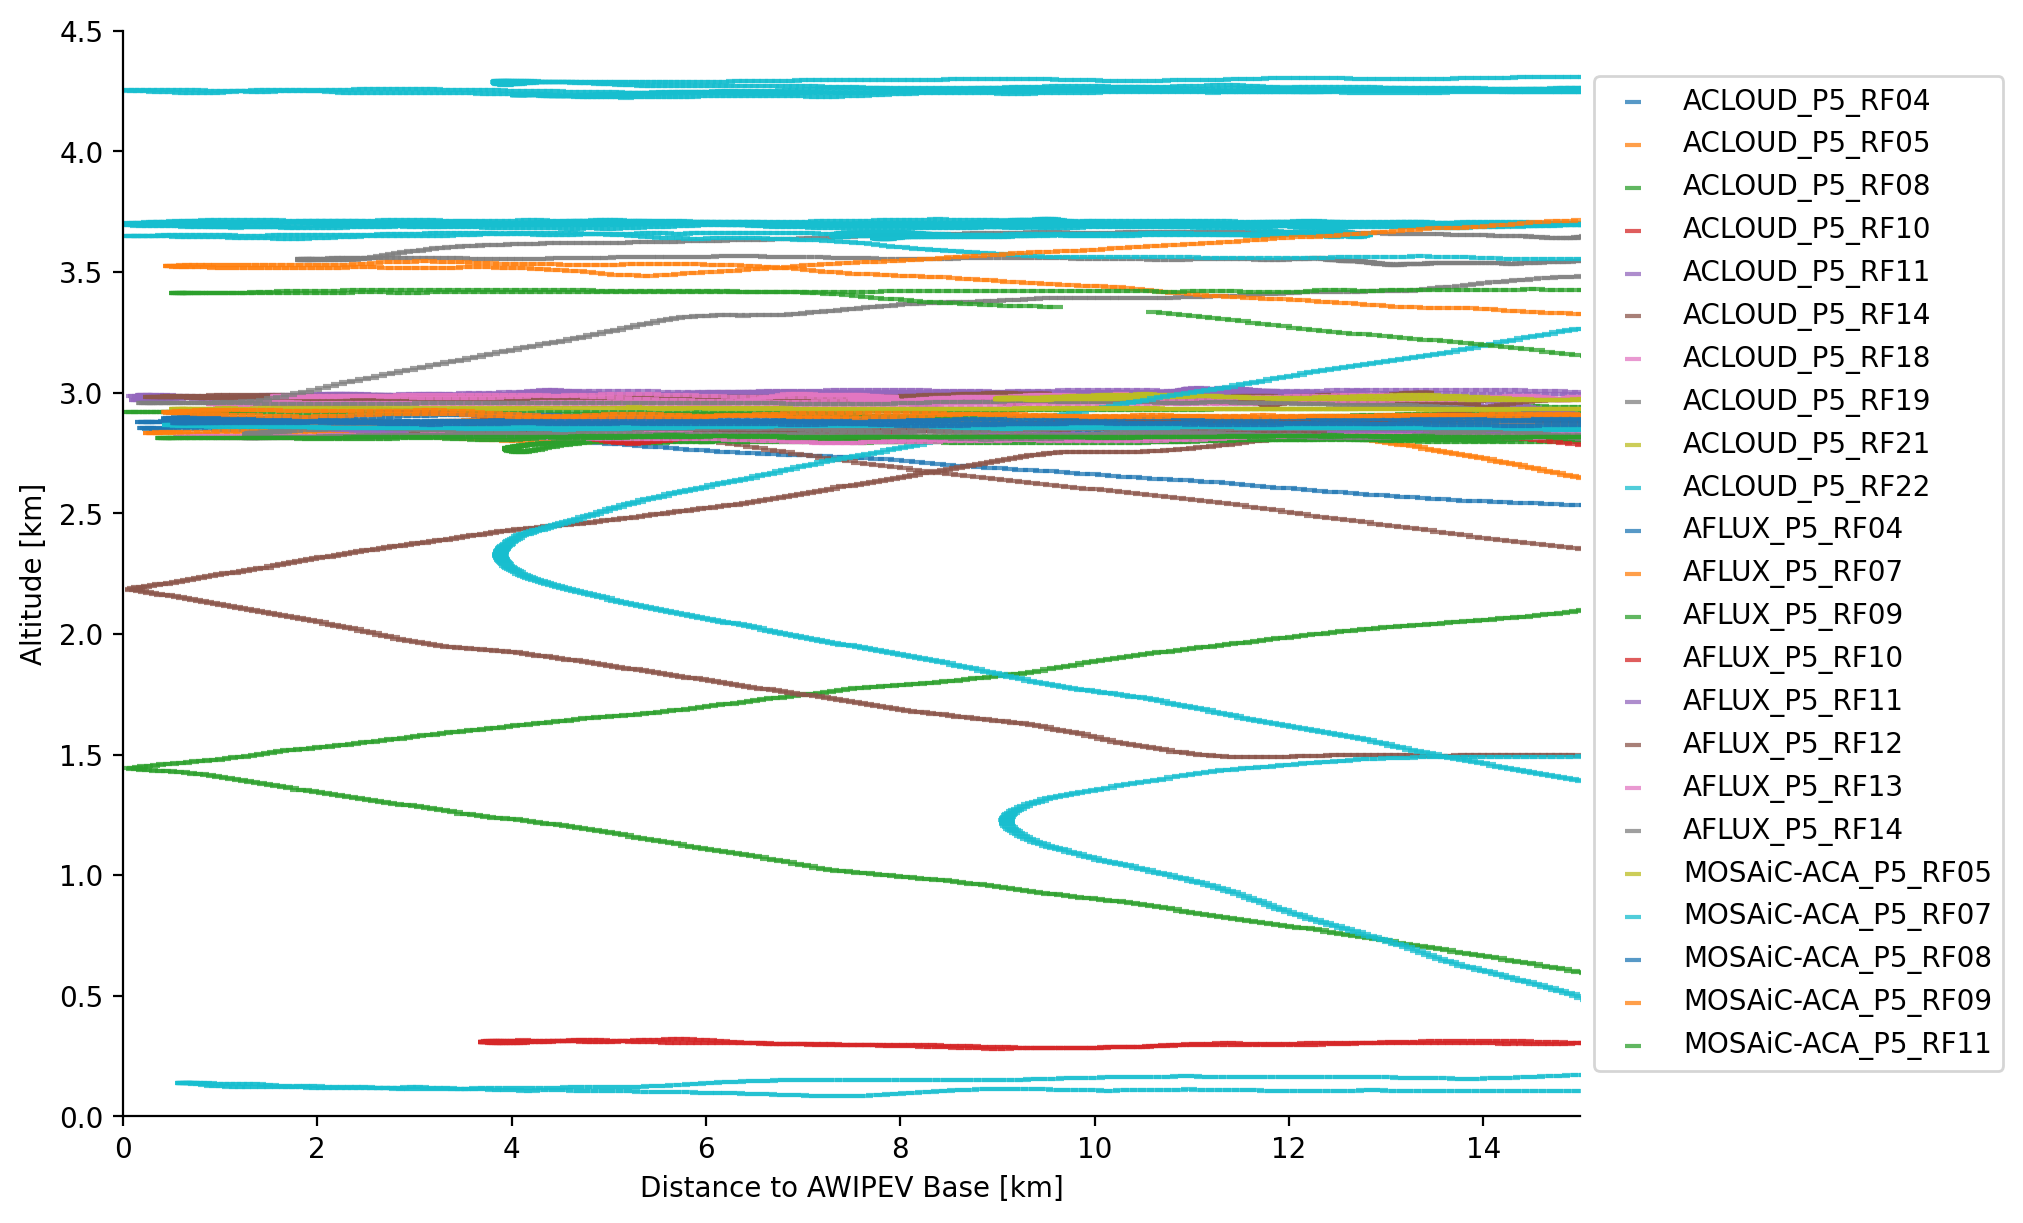 4.5
4.0
3.5
3.0
2.5
2.0
1.5
1.0
0.5
0.0
Altitude [km]
0 2 4 6 8 10 12 14
Distance to AWIPEV Base [km]
ACLOUD_P5_RF04
ACLOUD_P5_RF05
ACLOUD_P5_RF08
ACLOUD_P5_RF10
ACLOUD_P5_RF11
ACLOUD_P5_RF14
ACLOUD_P5_RF18
ACLOUD_P5_RF19
ACLOUD_P5_RF21
ACLOUD_P5_RF22
AFLUX_P5_RF04
AFLUX_P5_RF07
AFLUX_P5_RF09
AFLUX_P5_RF10
AFLUX_P5_RF11
AFLUX_P5_RF12
AFLUX_P5_RF13
AFLUX_P5_RF14
MOSAiC-ACA_P5_RF05
MOSAiC-ACA_P5_RF07
MOSAiC-ACA_P5_RF08
MOSAiC-ACA_P5_RF09
MOSAiC-ACA_P5_RF11